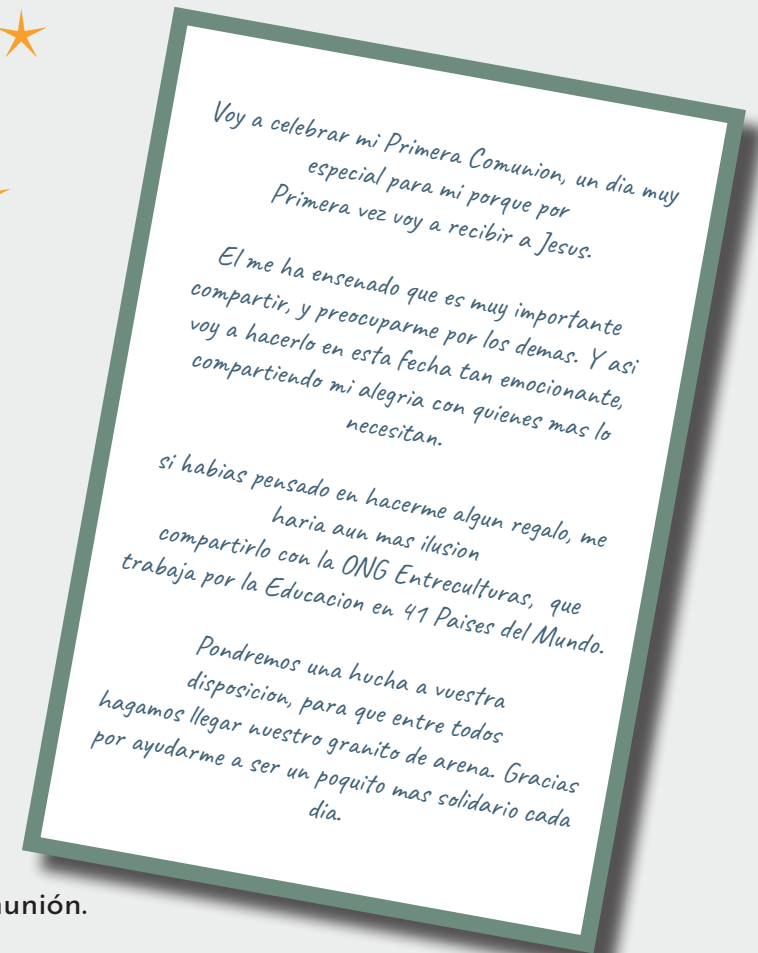 Voy a celebrar mi Primera Comunion, un dia muy
especial para mi porque por
Primera vez voy a recibir a Jesus.
El me ha ensenado que es muy importante
compartir, y preocuparme por los demas. Y asi
voy a hacerlo en esta fecha tan emocionante,
compartiendo mi alegria con quienes mas lo
necesitan.
si habias pensado en hacerme algun regalo, me
haria aun mas ilusion
compartirlo con la ONG Entreculturas, que
trabaja por la Educacion en 41 Paises del Mundo.
Pondremos una hucha a vuestra
disposicion, para que entre todos
hagamos llegar nuestro granito de arena. Gracias
por ayudarme a ser un poquito mas solidario cada
dia.
munión.